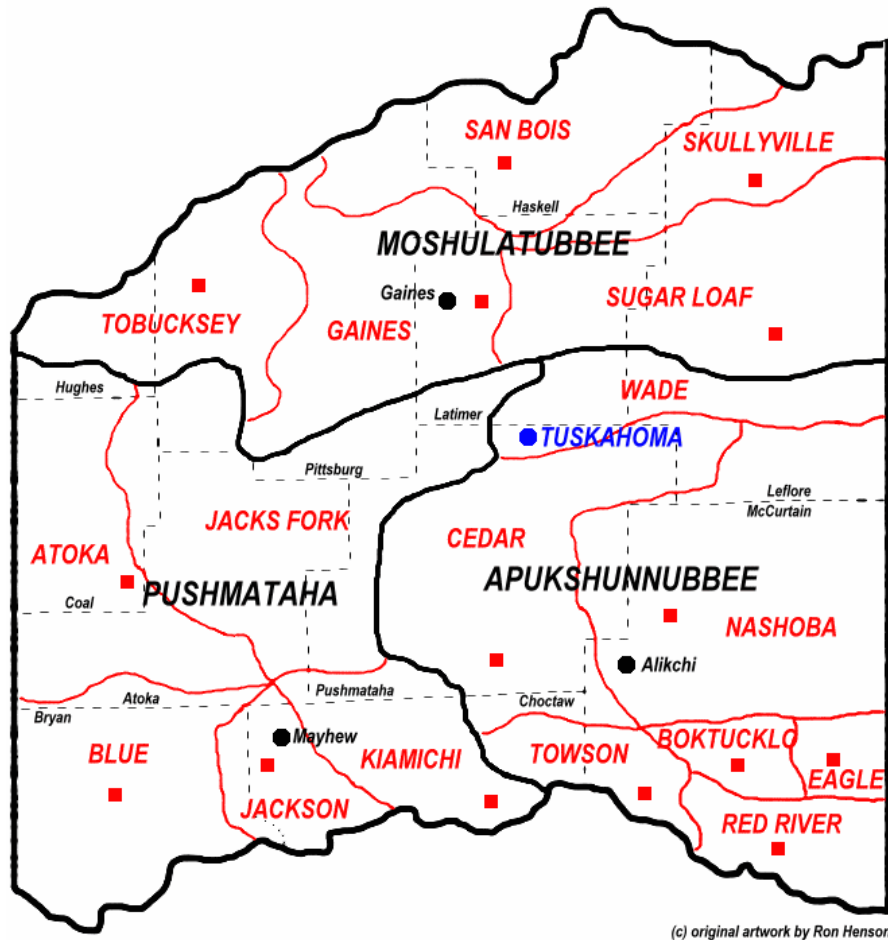 SAN BOIS
SKULLYVILLE
Haskell
MOSHULATUBBEE
Gaines
TOBUCKSEY
GAINES
SUGAR LOAF
Hughes
WADE
Latimer
TUSKAHOMA
Pittsburg
Leflore
McCurtain
JACKS FORK
CEDAR
ATOKA
APUKSHUNNUBBEE
PUSHMATAHA
Coal
NASHOBA
Alikchi
Atoka
Pushmataha
Choctaw
Bryan
Mayhew
BLUE
KIAMICHI
TOWSON
BOKTUCKLO
EAGLE
JACKSON
RED RIVER
(c) original artwork by Ron Henson